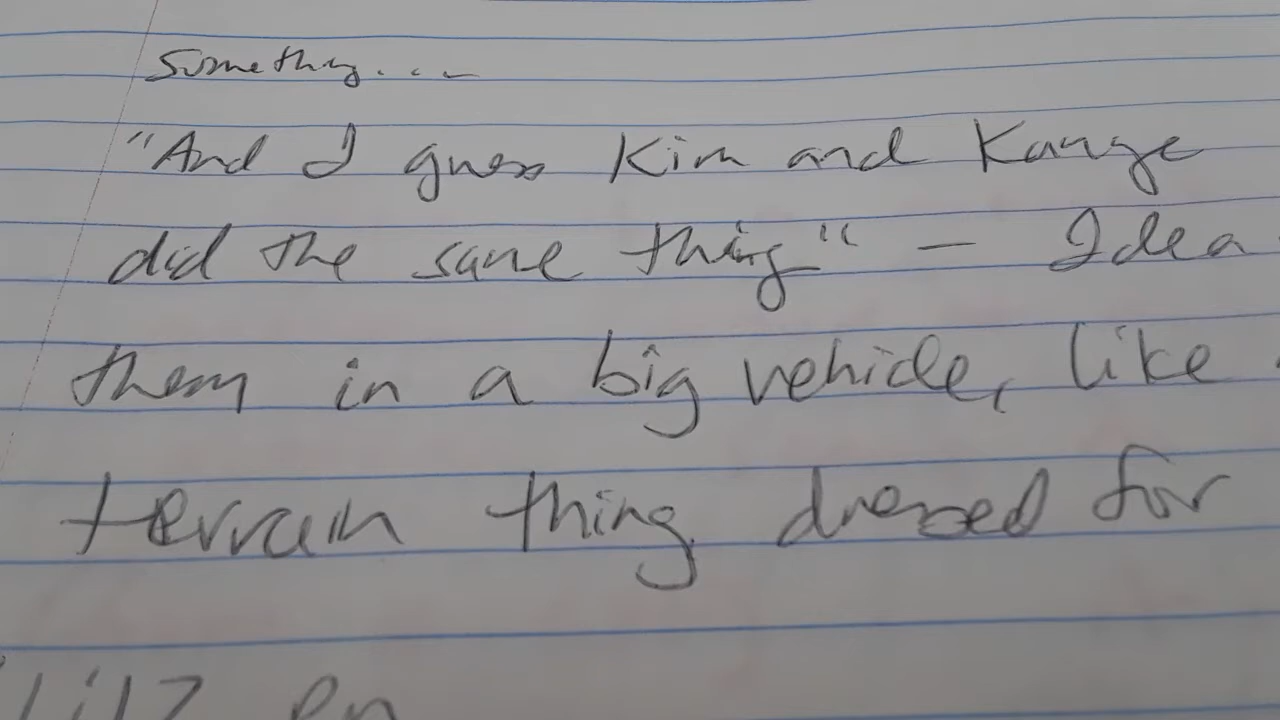 Something...
"And I guess Kim and Kanye
did the same thing" - Idea
them in a big vehicle, like
terrain thing dressed for